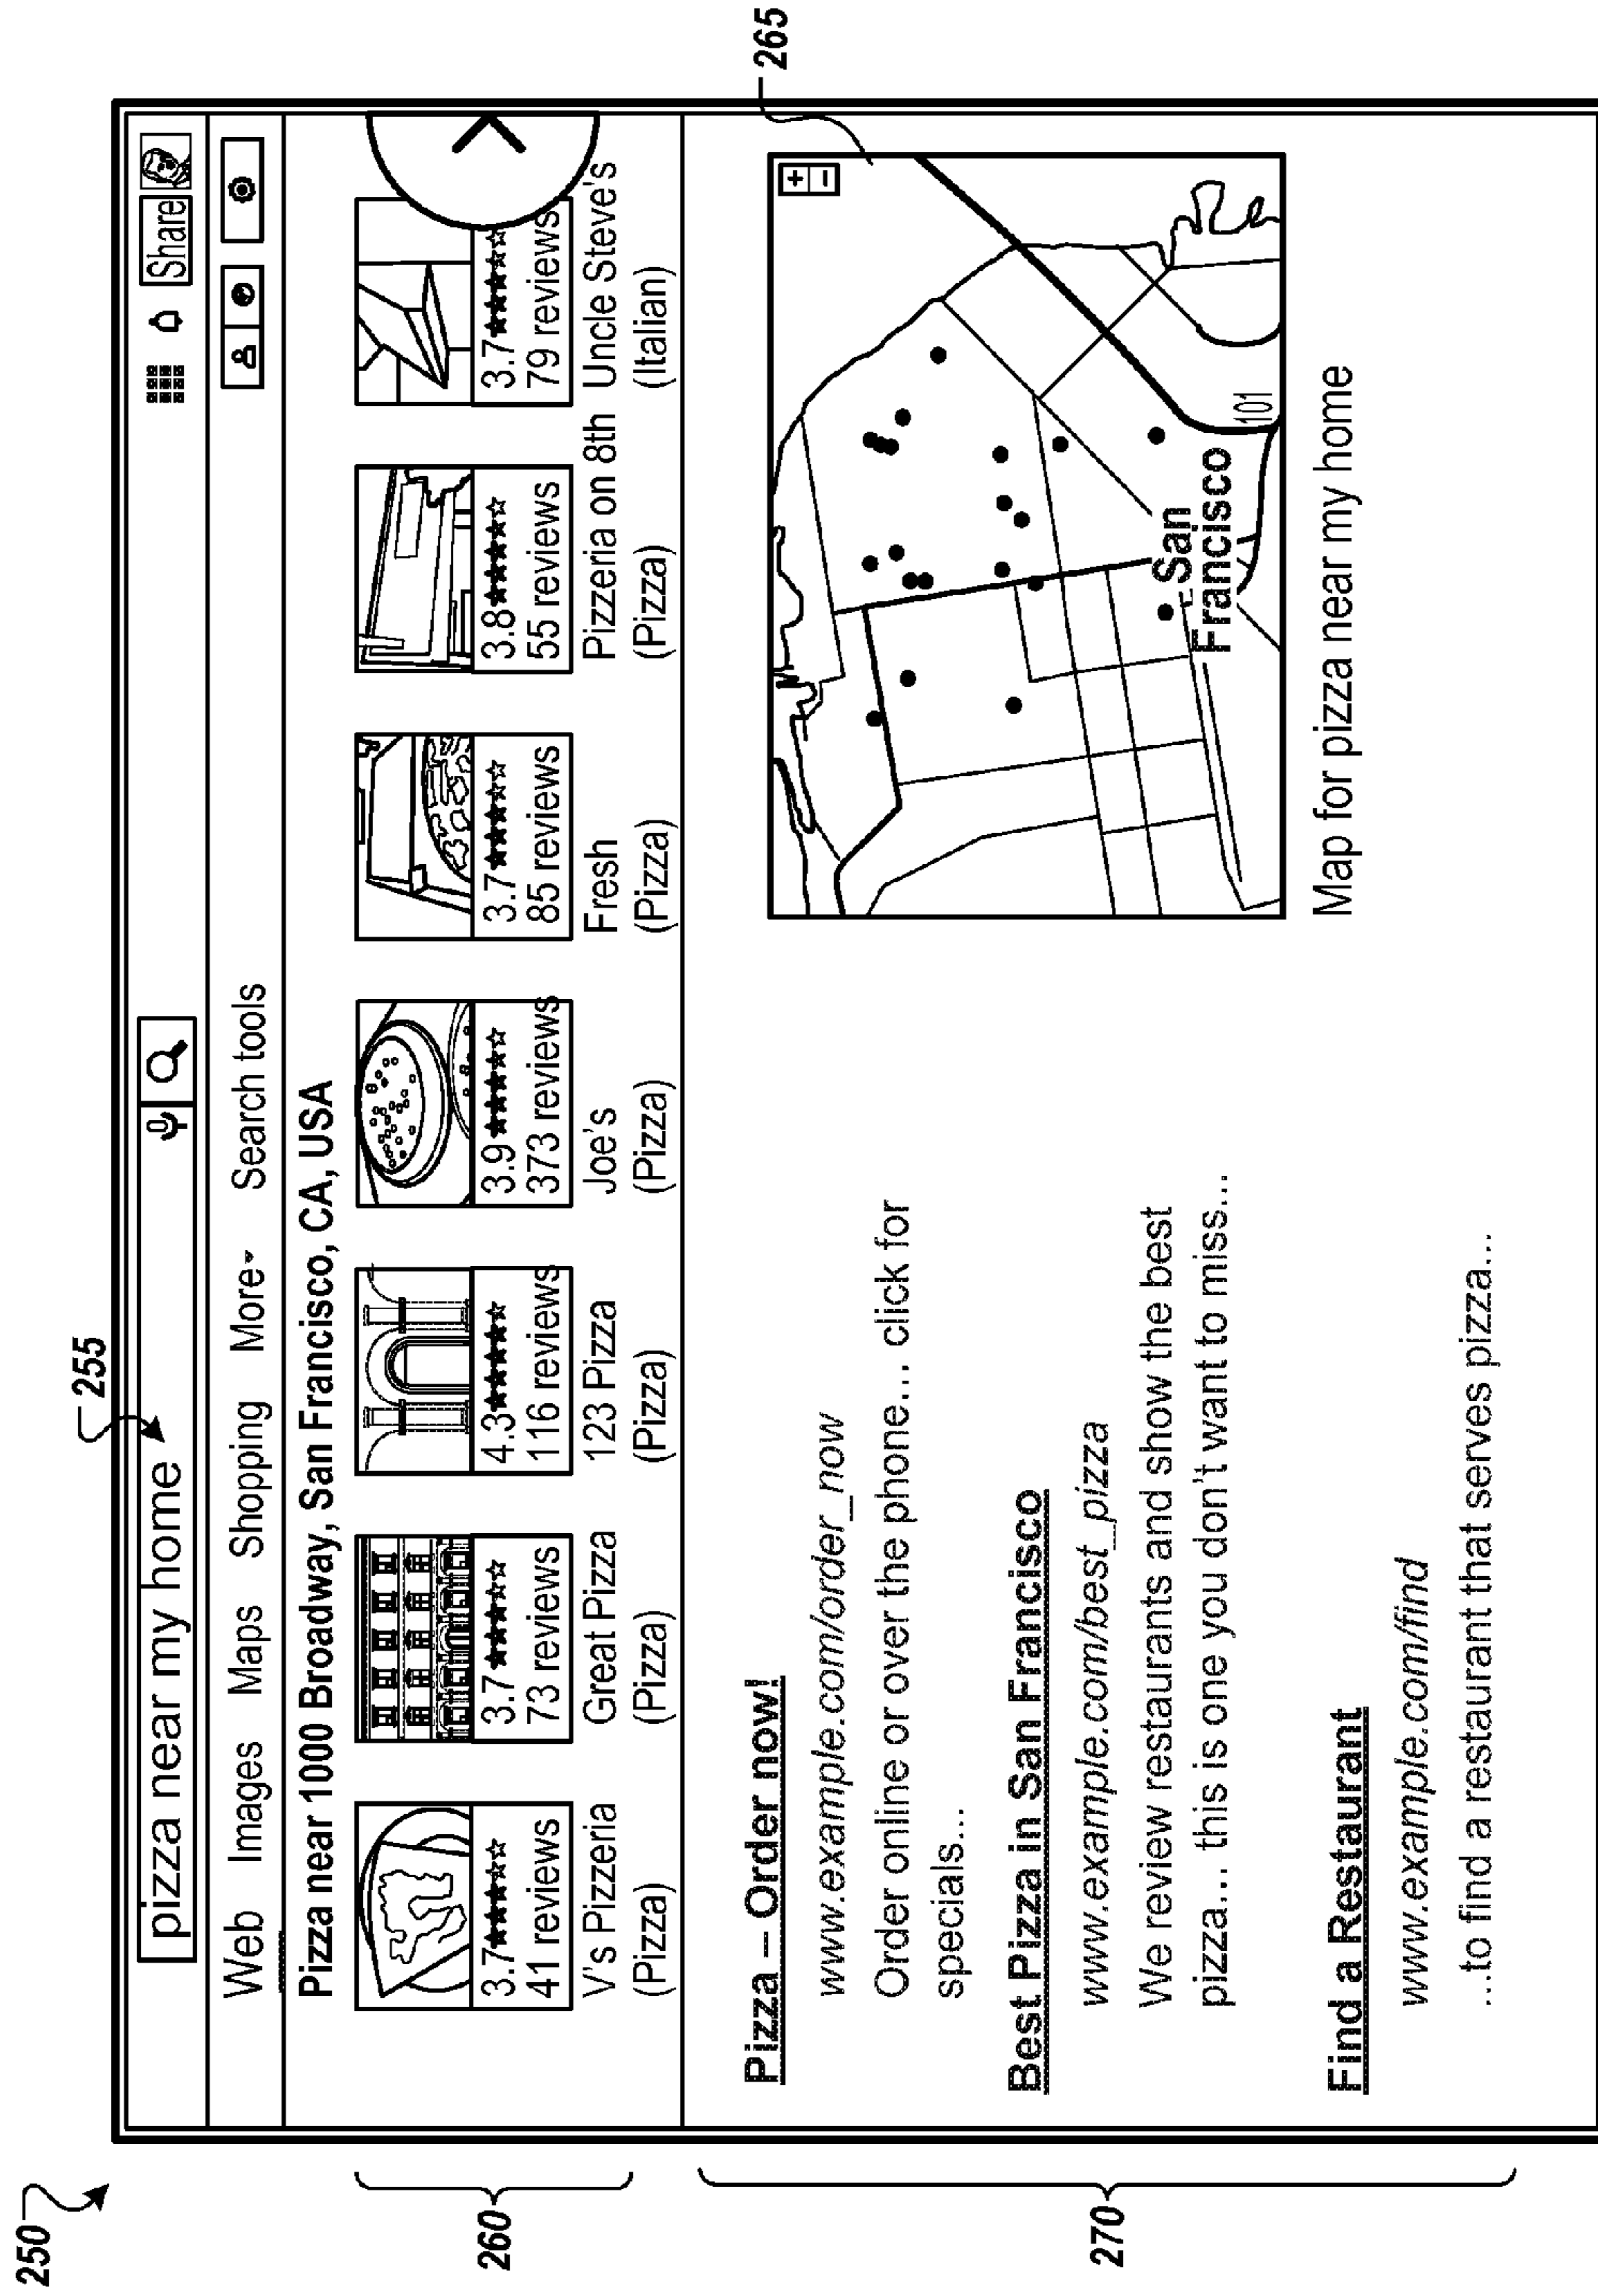 250
255
pizza near my home
Share
Web Images Maps Shopping More Search tools
Pizza near 1000 Broadway, San Francisco, CA, USA
260
3.7 ★★★★☆
41 reviews
V's Pizzeria
(Pizza)
3.7 ★★★★☆
73 reviews
Great Pizza
(Pizza)
4.3 ★★★★☆
116 reviews
123 Pizza
(Pizza)
3.9 ★★★★☆
373 reviews
Joe's
(Pizza)
3.7 ★★★★☆
85 reviews
Fresh
(Pizza)
3.8 ★★★★☆
55 reviews
Pizzeria on 8th
(Pizza)
3.7 ★★★★☆
79 reviews
Uncle Steve's
(Italian)
265
270
Pizza – Order now!
www.example.com/order_now
Order online or over the phone... click for
specials...
Best Pizza in San Francisco
www.example.com/best_pizza
We review restaurants and show the best
pizza... this is one you don't want to miss...
Find a Restaurant
www.example.com/find
...to find a restaurant that serves pizza...
+
−
San
Francisco
101
Map for pizza near my home